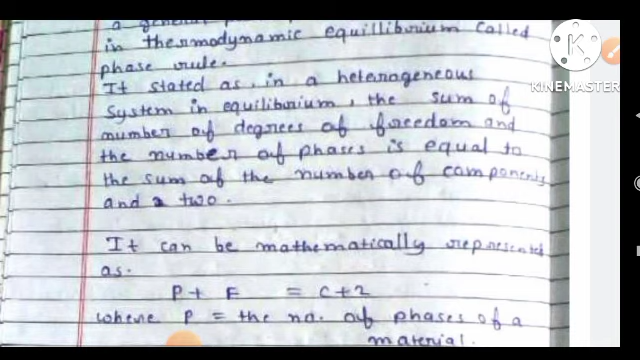 a general
in thermodynamic equillibrium called
phase rule.
It stated as, in a heterogeneous
system in equilibrium, the sum of
number of degrees of freedom and
the number of phases is equal to
the sum of the number of components
and 2 two.
It can be mathematically represented
as.
P + F = C+2
where P = the no. of phases of a
material.
KINEMASTER